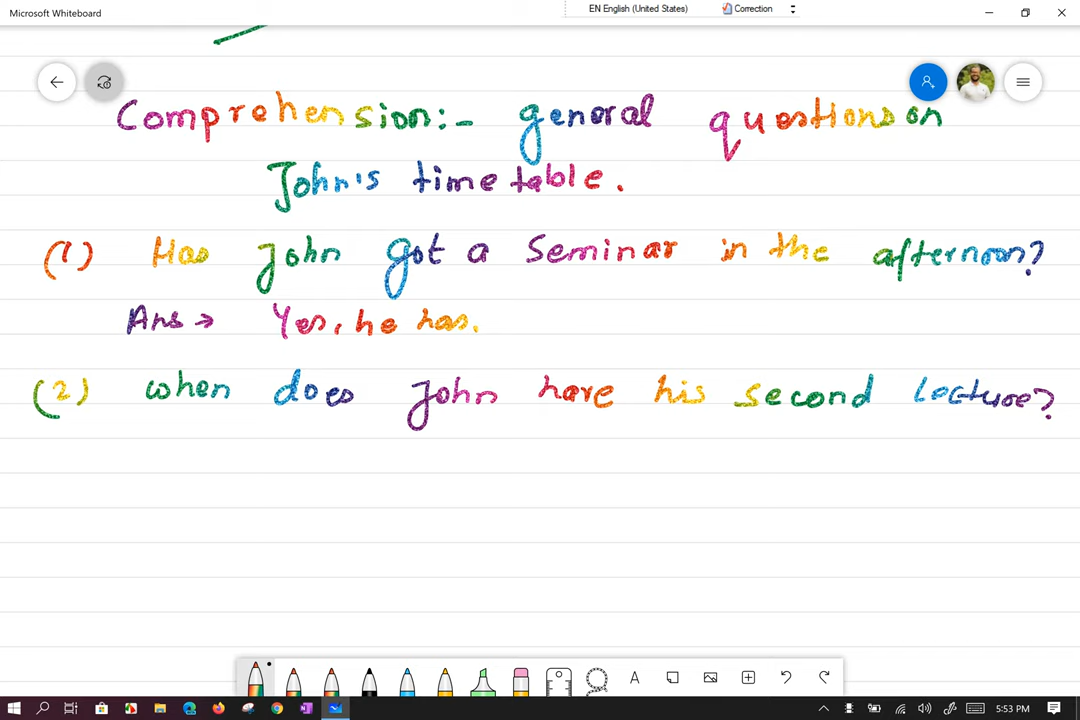 Microsoft Whiteboard
EN English (United States)
Correction
Comprehension:- general questions on
John's time table.
(1) Has john got a seminar in the afternoon?
Ans → Yes, he has.
(2) when does john have his second lecture?
A
5:53 PM